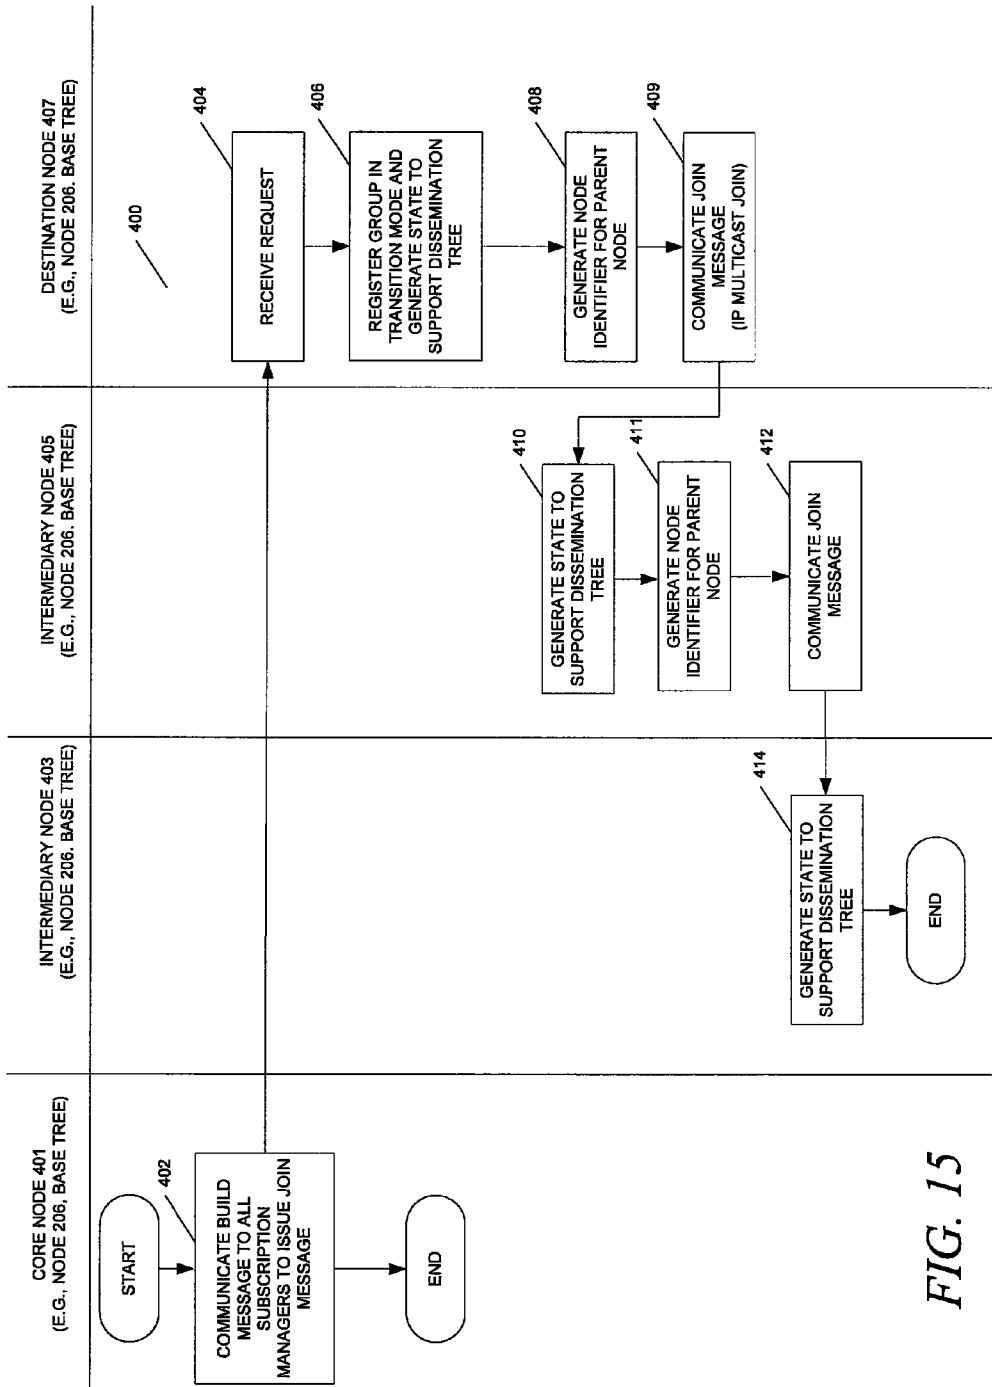 CORE NODE 401
(E.G., NODE 206, BASE TREE)
INTERMEDIARY NODE 403
(E.G., NODE 206. BASE TREE)
INTERMEDIARY NODE 405
(E.G., NODE 206. BASE TREE)
DESTINATION NODE 407
(E.G., NODE 206. BASE TREE)
400
START
402
COMMUNICATE BUILD
MESSAGE TO ALL
SUBSCRIPTION
MANAGERS TO ISSUE JOIN
MESSAGE
END
404
RECEIVE REQUEST
406
REGISTER GROUP IN
TRANSITION MODE AND
GENERATE STATE TO
SUPPORT DISSEMINATION
TREE
408
GENERATE NODE
IDENTIFIER FOR PARENT
NODE
409
COMMUNICATE JOIN
MESSAGE
(IP MULTICAST JOIN)
410
GENERATE STATE TO
SUPPORT DISSEMINATION
TREE
411
GENERATE NODE
IDENTIFIER FOR PARENT
NODE
412
COMMUNICATE JOIN
MESSAGE
414
GENERATE STATE TO
SUPPORT DISSEMINATION
TREE
END
FIG. 15